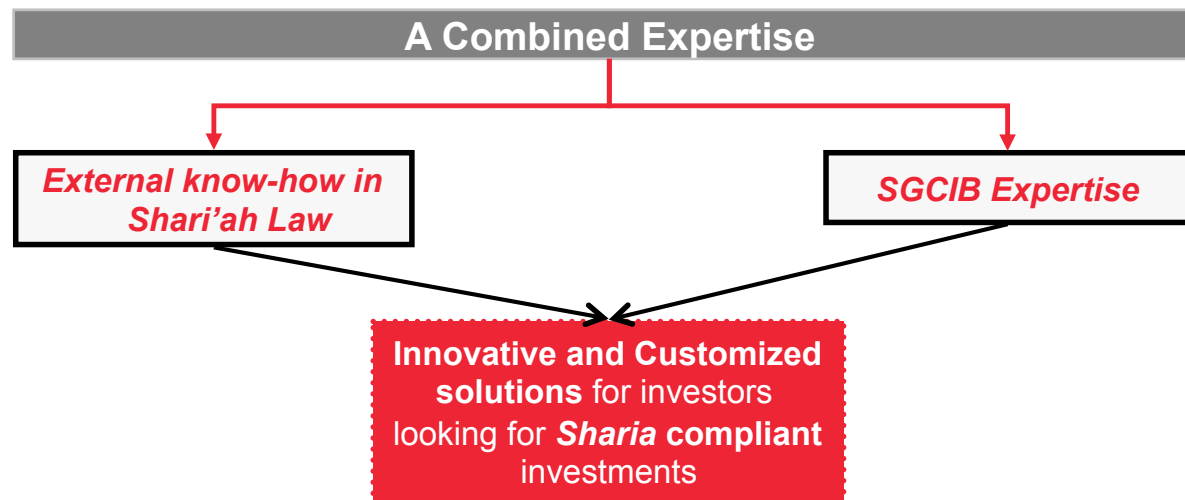 A Combined Expertise
External know-how in
Shari’ah Law
SGCIB Expertise
Innovative and Customized
solutions for investors
looking for Sharia compliant
investments